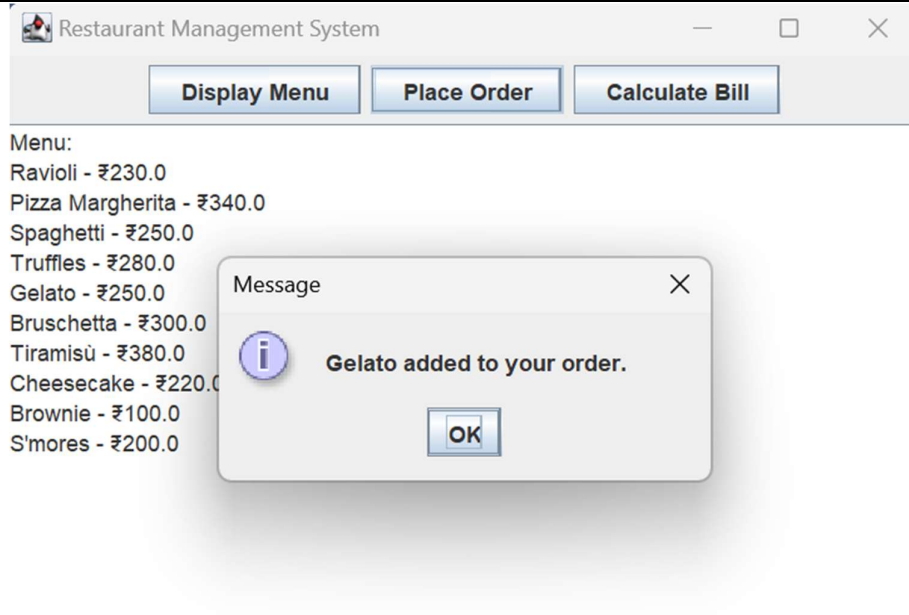 Restaurant Management System
Display Menu Place Order Calculate Bill
Menu:
Ravioli - ₹230.0
Pizza Margherita - ₹340.0
Spaghetti - ₹250.0
Truffles - ₹280.0
Gelato - ₹250.0
Bruschetta - ₹300.0
Tiramisù - ₹380.0
Cheesecake - ₹220.0
Brownie - ₹100.0
S'mores - ₹200.0
Message
Gelato added to your order.
OK